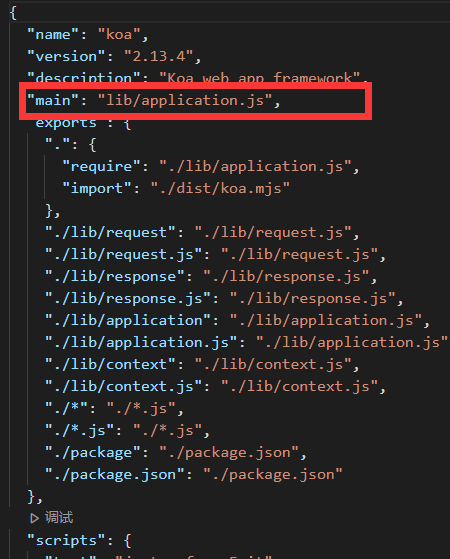 {
"name": "koa",
"version": "2.13.4",
"description": "Koa web app framework",
"main": "lib/application.js",
exports": {
".": {
"require": "./lib/application.js",
"import": "./dist/koa.mjs"
},
"./lib/request": "./lib/request.js",
"./lib/request.js": "./lib/request.js",
"./lib/response": "./lib/response.js",
"./lib/response.js": "./lib/response.js",
"./lib/application": "./lib/application.js",
"./lib/application.js": "./lib/application.js"
"./lib/context": "./lib/context.js",
"./lib/context.js": "./lib/context.js",
"./*": "./*.js",
"./*.js": "./*.js",
"./package": "./package.json",
"./package.json": "./package.json"
},
调试
"scripts": {